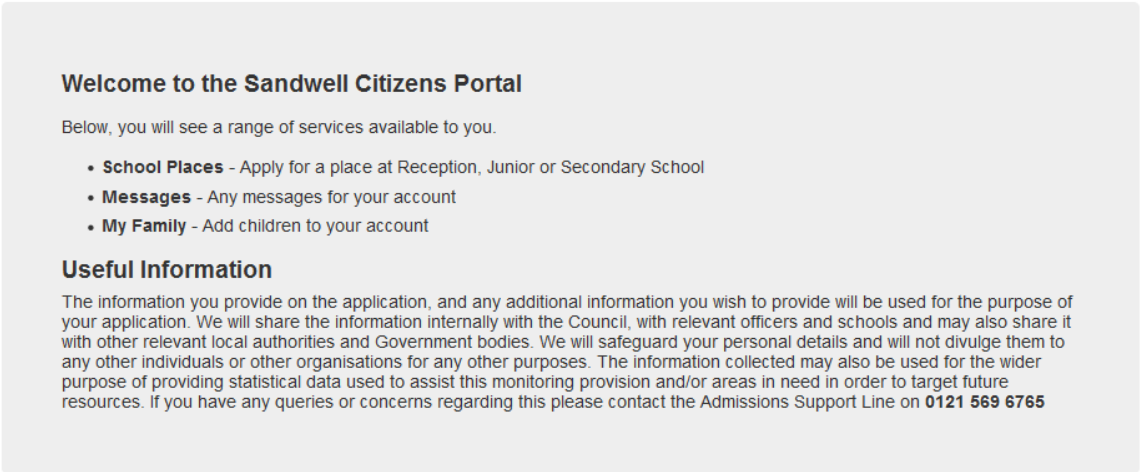 Welcome to the Sandwell Citizens Portal
Below, you will see a range of services available to you.
• School Places - Apply for a place at Reception, Junior or Secondary School
• Messages - Any messages for your account
• My Family - Add children to your account
Useful Information
The information you provide on the application, and any additional information you wish to provide will be used for the purpose of
your application. We will share the information internally with the Council, with relevant officers and schools and may also share it
with other relevant local authorities and Government bodies. We will safeguard your personal details and will not divulge them to
any other individuals or other organisations for any other purposes. The information collected may also be used for the wider
purpose of providing statistical data used to assist this monitoring provision and/or areas in need in order to target future
resources. If you have any queries or concerns regarding this please contact the Admissions Support Line on 0121 569 6765